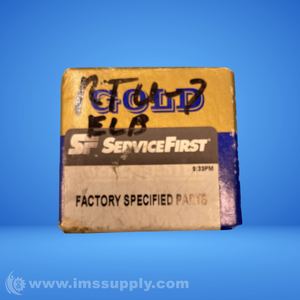 GOLD
ELB
SF SERVICEFIRST
9:33PM
FACTORY SPECIFIED PARTS
www.imssupply.com